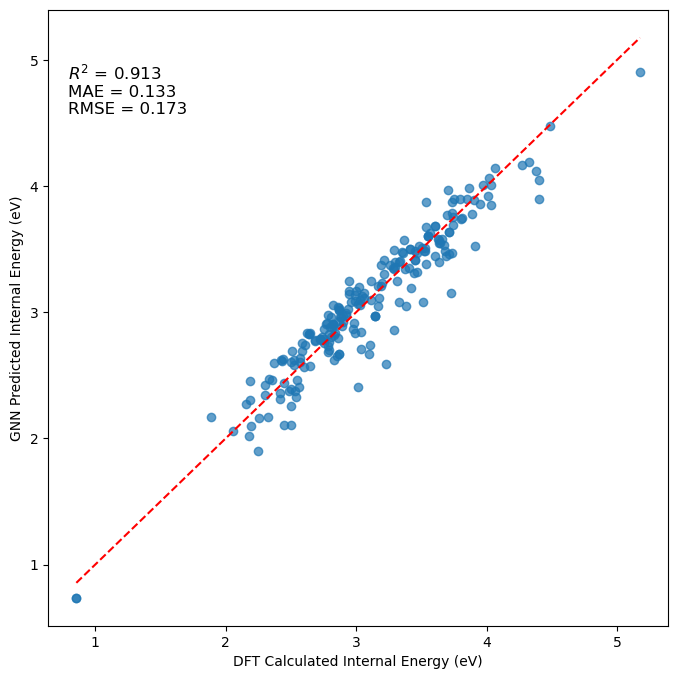 R² = 0.913
MAE = 0.133
RMSE = 0.173
5
4
3
2
1
GNN Predicted Internal Energy (eV)
1 2 3 4 5
DFT Calculated Internal Energy (eV)